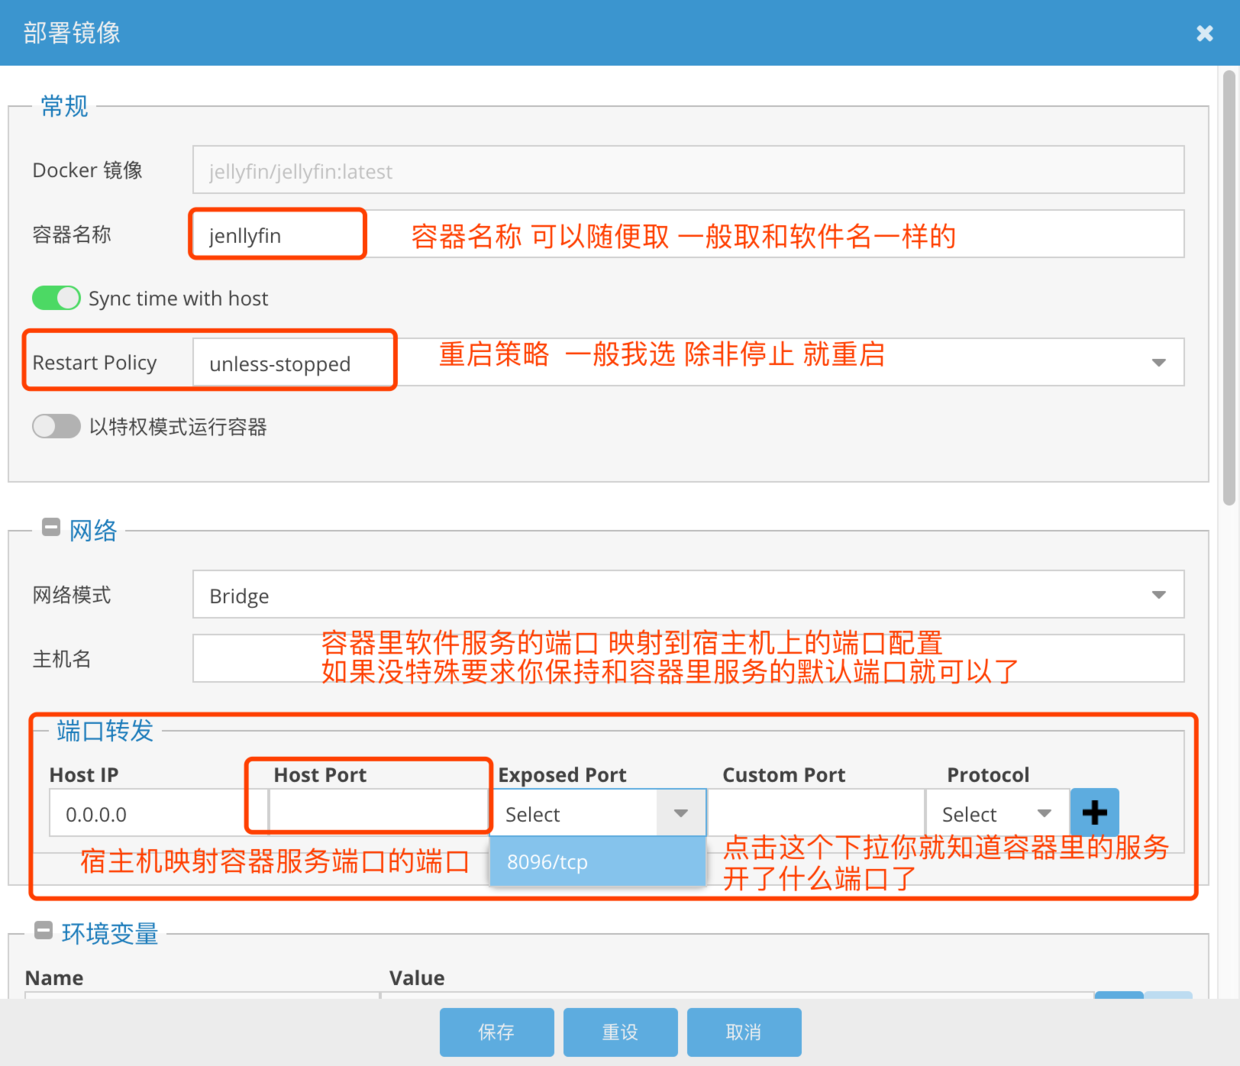 部署镜像
常规
Docker 镜像
jellyfin/jellyfin:latest
容器名称
jenllyfin
容器名称 可以随便取 一般取和软件名一样的
Sync time with host
Restart Policy
unless-stopped
重启策略 一般我选 除非停止 就重启
以特权模式运行容器
网络
网络模式
Bridge
主机名
容器里软件服务的端口 映射到宿主机上的端口配置
如果没特殊要求你保持和容器里服务的默认端口就可以了
端口转发
Host IP Host Port Exposed Port Custom Port Protocol
0.0.0.0 Select Select
宿主机映射容器服务端口的端口
8096/tcp
点击这个下拉你就知道容器里的服务
开了什么端口了
环境变量
Name Value
保存 重设 取消